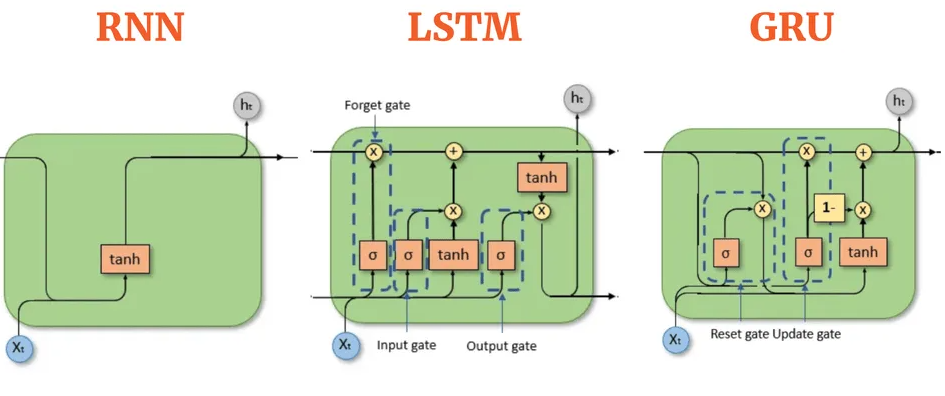 RNN
LSTM
GRU
ht
tanh
Xt
Forget gate
ht
x
+
tanh
x
x
σ
σ
tanh
σ
Xt
Input gate
Output gate
ht
x
+
x
1-
x
σ
σ
tanh
Xt
Reset gate Update gate